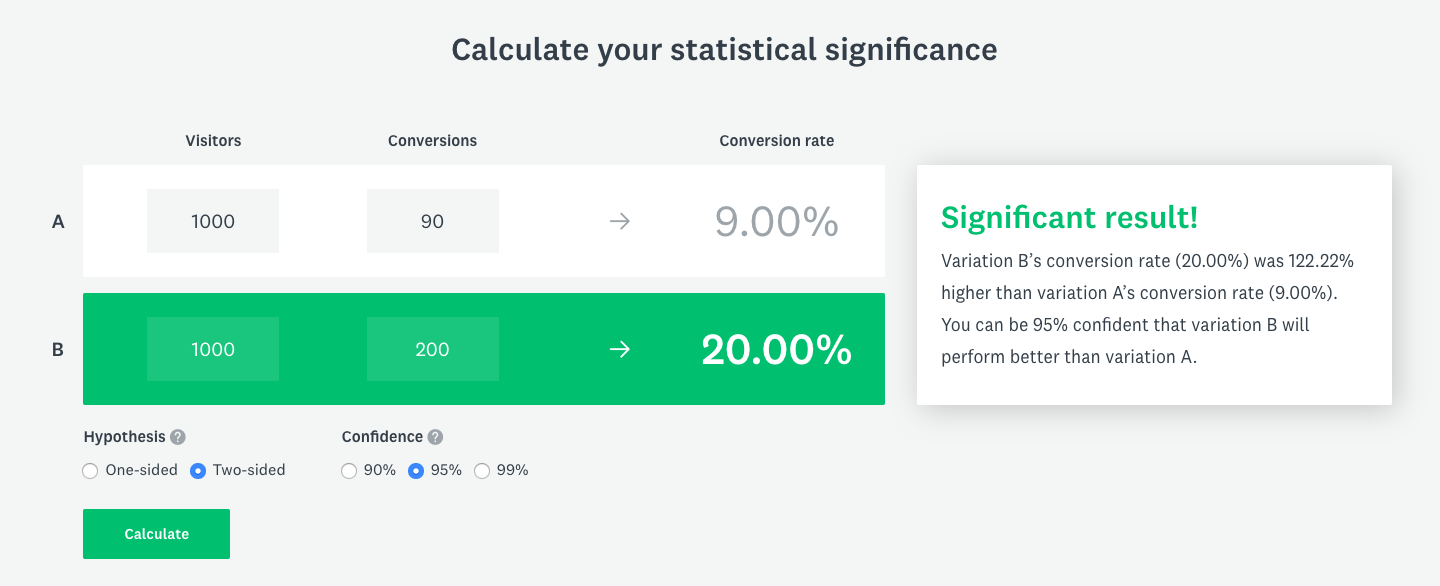 Calculate your statistical significance
Visitors Conversions Conversion rate
A 1000 90 → 9.00%
B 1000 200 → 20.00%
Significant result!
Variation B’s conversion rate (20.00%) was 122.22%
higher than variation A’s conversion rate (9.00%).
You can be 95% confident that variation B will
perform better than variation A.
Hypothesis ?
One-sided Two-sided
Confidence ?
90% 95% 99%
Calculate